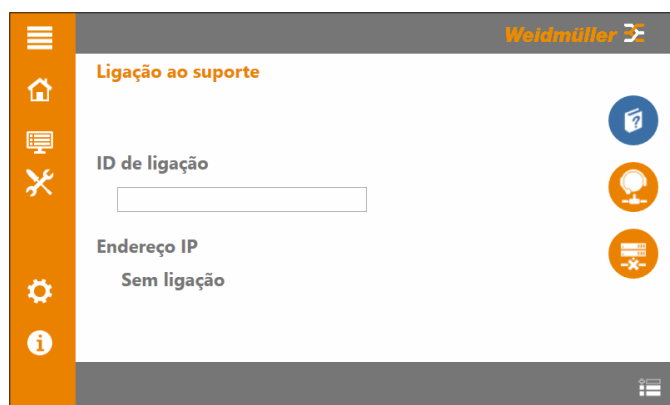 Weidmüller
Ligação ao suporte
ID de ligação
Endereço IP
Sem ligação